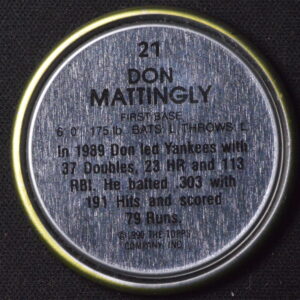 21
DON
MATTINGLY
FIRST BASE
6' 0" 175 lb. BATS: L THROWS: L
In 1989 Don led Yankees with
37 Doubles, 23 HR and 113
RBI. He batted .303 with
191 Hits and scored
79 Runs.
©1990 THE TOPPS
COMPANY, INC.